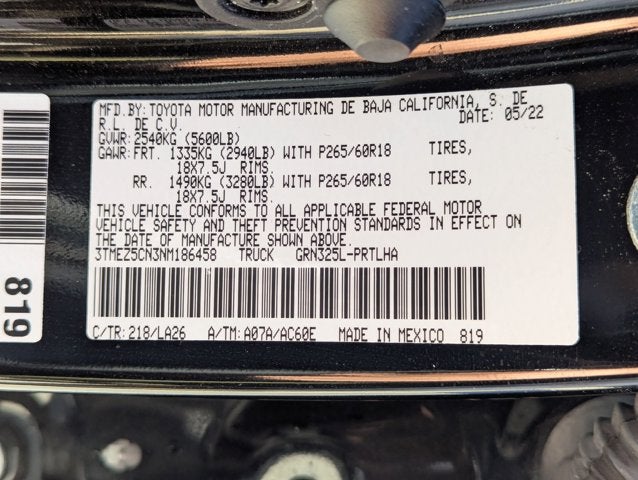 MFD.BY:TOYOTA MOTOR MANUFACTURING DE BAJA CALIFORNIA, S. DE
R.L. DE C.V. DATE: 05/22
GVWR:2540KG (5600LB)
GAWR:FRT. 1335KG (2940LB) WITH P265/60R18 TIRES,
18X7.5J RIMS.
RR. 1490KG (3280LB) WITH P265/60R18 TIRES,
18X7.5J RIMS.
THIS VEHICLE CONFORMS TO ALL APPLICABLE FEDERAL MOTOR
VEHICLE SAFETY AND THEFT PREVENTION STANDARDS IN EFFECT ON
THE DATE OF MANUFACTURE SHOWN ABOVE.
3TMEZ5CN3NM186458 TRUCK GRN325L-PRTLHA
C/TR:218/LA26 A/TM:A07A/AC60E MADE IN MEXICO 819
819